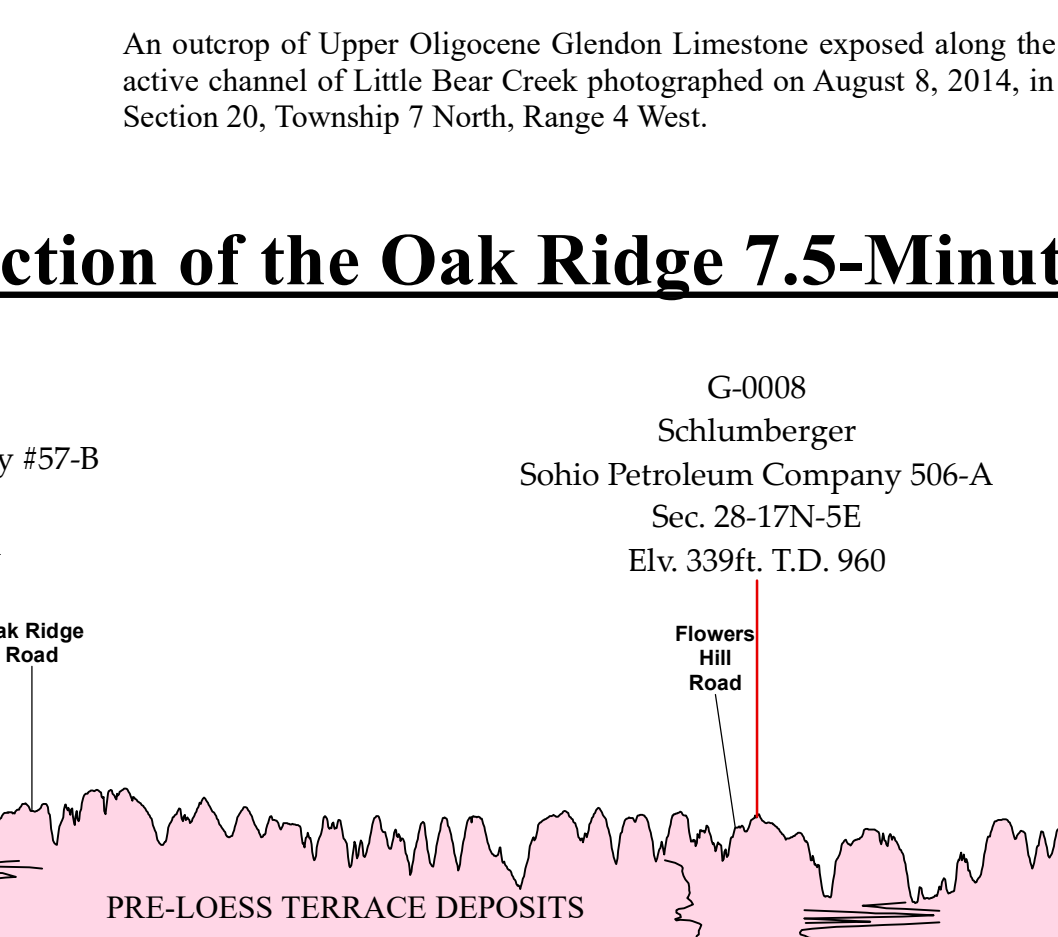 An outcrop of Upper Oligocene Glendon Limestone exposed along the
active channel of Little Bear Creek photographed on August 8, 2014, in
Section 20, Township 7 North, Range 4 West.
ction of the Oak Ridge 7.5-Minut
y #57-B
G-0008
Schlumberger
Sohio Petroleum Company 506-A
Sec. 28-17N-5E
Elv. 339ft. T.D. 960
ak Ridge
Road
Flowers
Hill
Road
PRE-LOESS TERRACE DEPOSITS